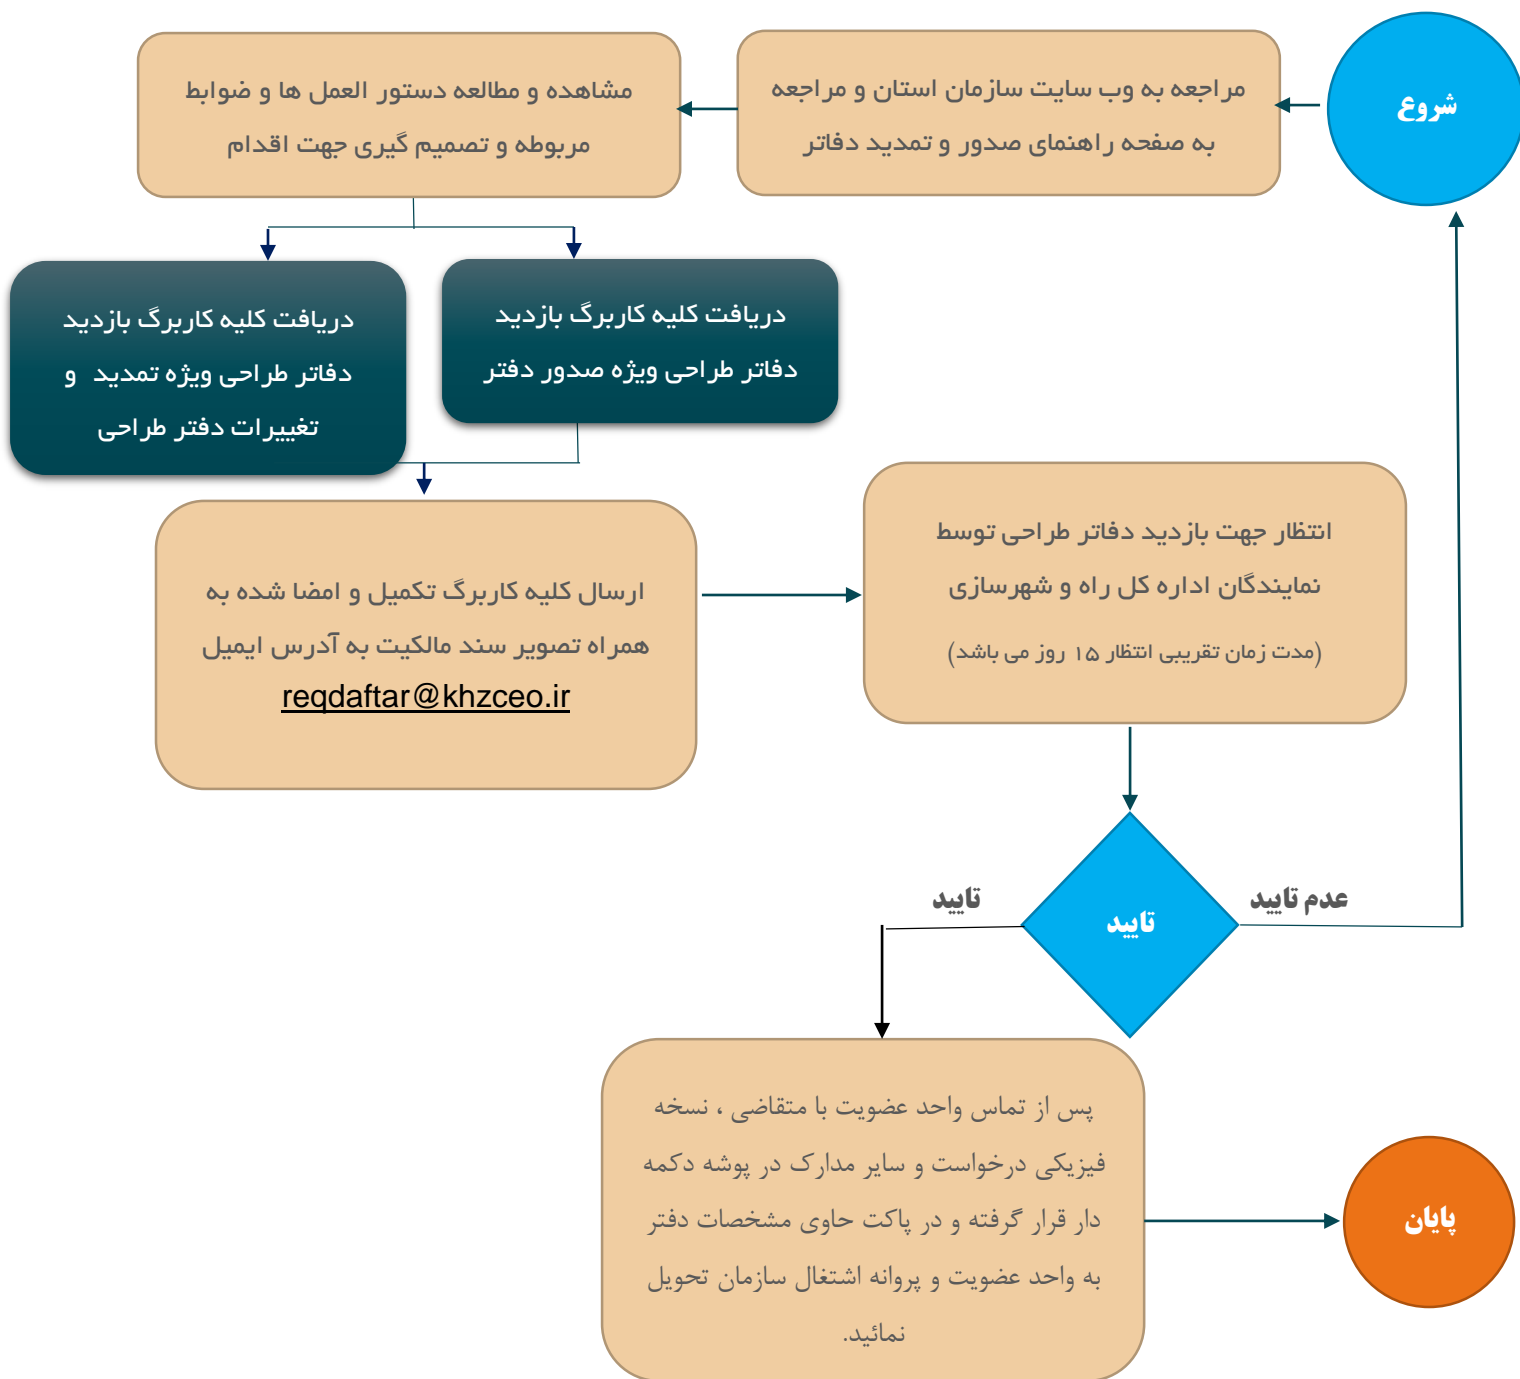 شروع
مراجعه به وب سایت سازمان استان و مراجعه
به صفحه راهنمای صدور و تمدید دفاتر
مشاهده و مطالعه دستور العمل ها و ضوابط
مربوطه و تصمیم گیری جهت اقدام
دریافت کلیه کاربرگ بازدید
دفاتر طراحی ویژه صدور دفتر
دریافت کلیه کاربرگ بازدید
دفاتر طراحی ویژه تمدید و
تغییرات دفتر طراحی
ارسال کلیه کاربرگ تکمیل و امضا شده به
همراه تصویر سند مالکیت به آدرس ایمیل
reqdaftar@khzceo.ir
انتظار جهت بازدید دفاتر طراحی توسط
نمایندگان اداره کل راه و شهرسازی
(مدت زمان تقریبی انتظار ۱۵ روز می باشد)
تایید
عدم تایید
تایید
پس از تماس واحد عضویت با متقاضی ، نسخه
فیزیکی درخواست و سایر مدارک در پوشه دکمه
دار قرار گرفته و در پاکت حاوی مشخصات دفتر
به واحد عضویت و پروانه اشتغال سازمان تحویل
نمائید.
پایان